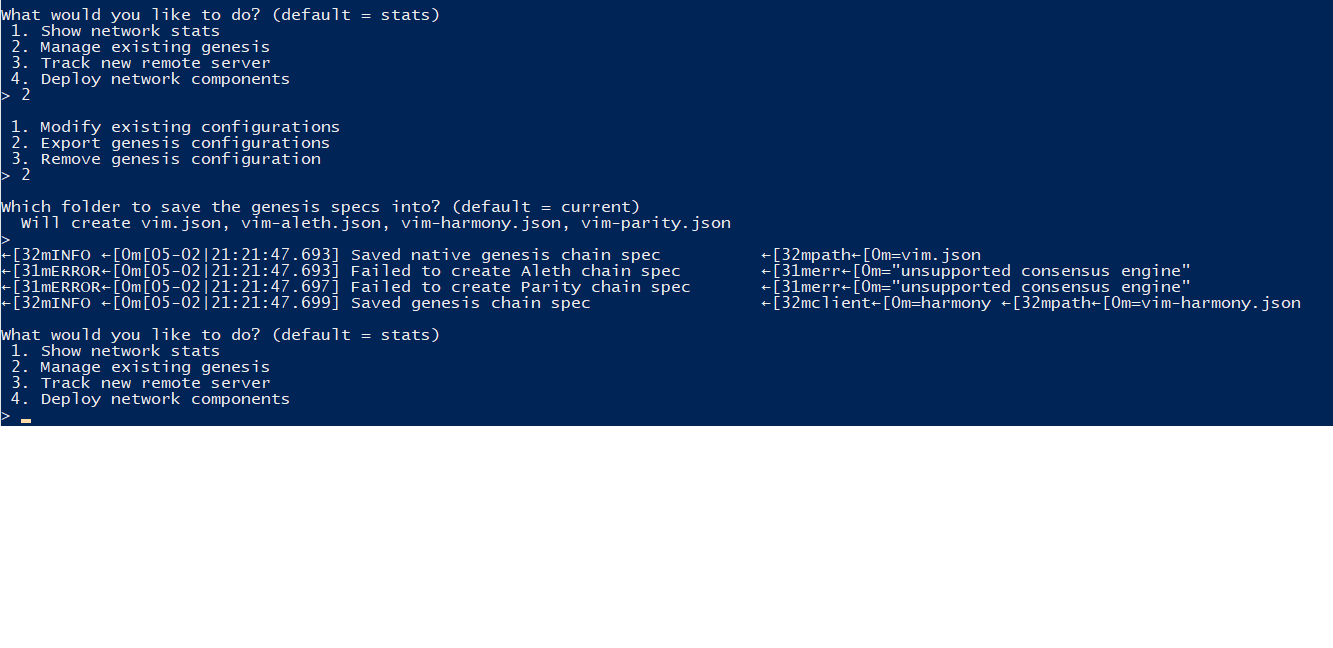 What would you like to do? (default = stats)
1. Show network stats
2. Manage existing genesis
3. Track new remote server
4. Deploy network components
> 2
1. Modify existing configurations
2. Export genesis configurations
3. Remove genesis configuration
> 2
Which folder to save the genesis specs into? (default = current)
Will create vim.json, vim-aleth.json, vim-harmony.json, vim-parity.json
>
←[32mINFO ←[0m[05-02|21:21:47.693] Saved native genesis chain spec ←[32mpath←[0m=vim.json
←[31mERROR←[0m[05-02|21:21:47.693] Failed to create Aleth chain spec ←[31merr←[0m="unsupported consensus engine"
←[31mERROR←[0m[05-02|21:21:47.697] Failed to create Parity chain spec ←[31merr←[0m="unsupported consensus engine"
←[32mINFO ←[0m[05-02|21:21:47.699] Saved genesis chain spec ←[32mclient←[0m=harmony ←[32mpath←[0m=vim-harmony.json
What would you like to do? (default = stats)
1. Show network stats
2. Manage existing genesis
3. Track new remote server
4. Deploy network components
> _